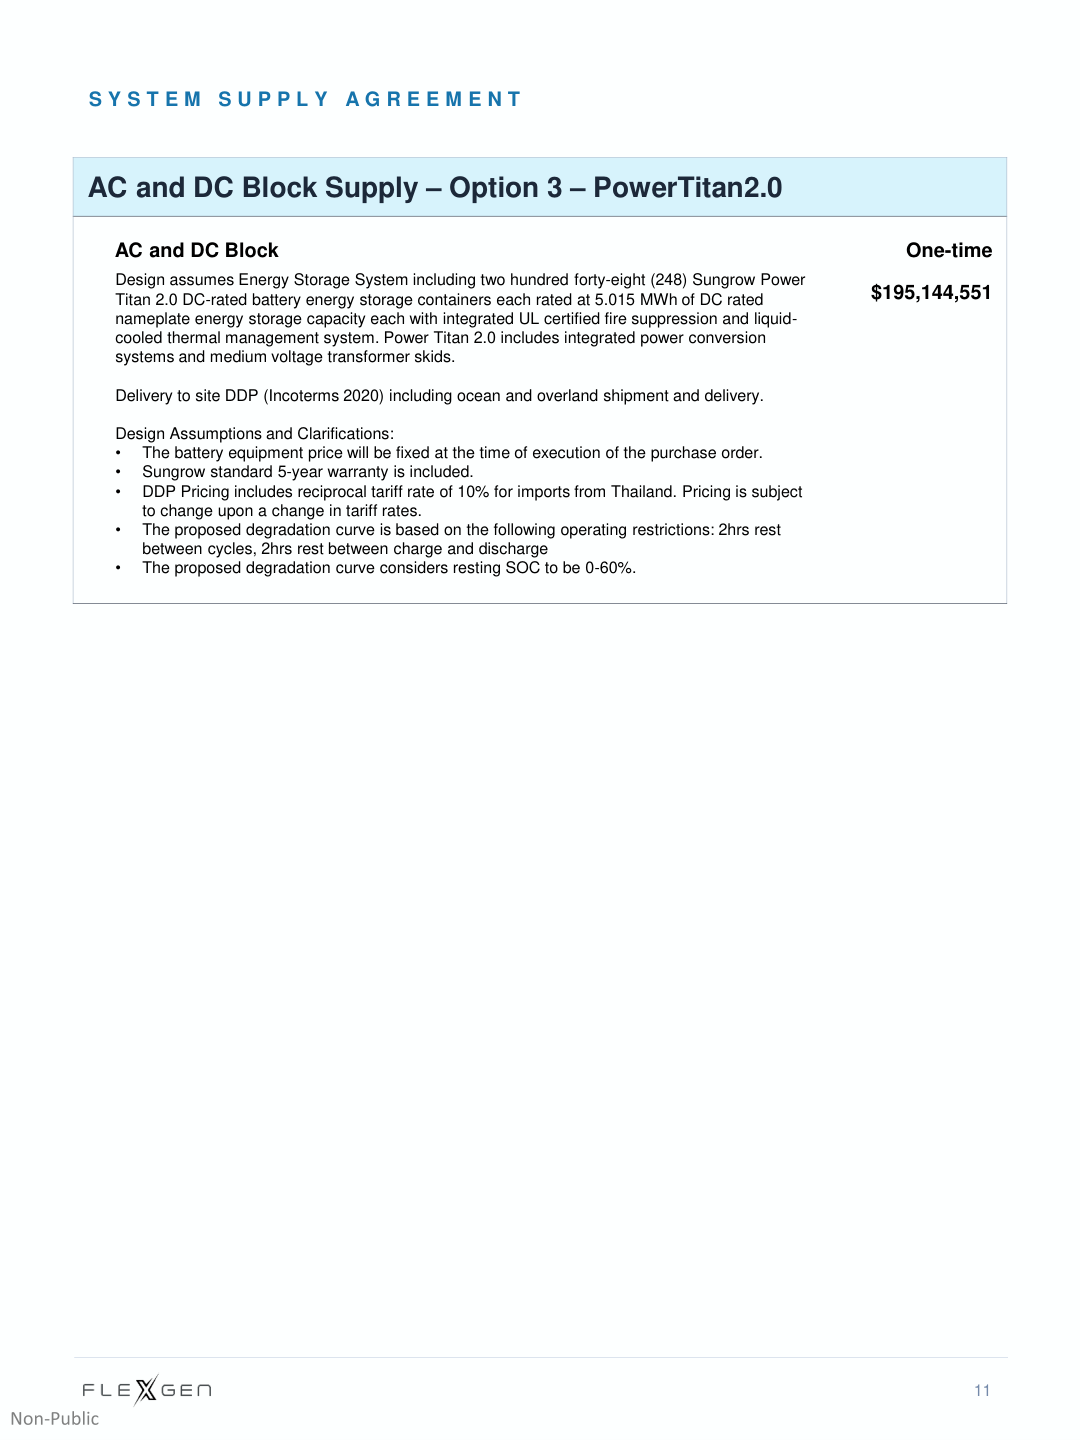 SYSTEM SUPPLY AGREEMENT
AC and DC Block Supply – Option 3 – PowerTitan2.0
AC and DC Block
One-time
Design assumes Energy Storage System including two hundred forty-eight (248) Sungrow Power
$195,144,551
Titan 2.0 DC-rated battery energy storage containers each rated at 5.015 MWh of DC rated
nameplate energy storage capacity each with integrated UL certified fire suppression and liquid-
cooled thermal management system. Power Titan 2.0 includes integrated power conversion
systems and medium voltage transformer skids.
Delivery to site DDP (Incoterms 2020) including ocean and overland shipment and delivery.
Design Assumptions and Clarifications:
• The battery equipment price will be fixed at the time of execution of the purchase order.
• Sungrow standard 5-year warranty is included.
• DDP Pricing includes reciprocal tariff rate of 10% for imports from Thailand. Pricing is subject
to change upon a change in tariff rates.
• The proposed degradation curve is based on the following operating restrictions: 2hrs rest
between cycles, 2hrs rest between charge and discharge
• The proposed degradation curve considers resting SOC to be 0-60%.
FLEXGEN
11
Non-Public